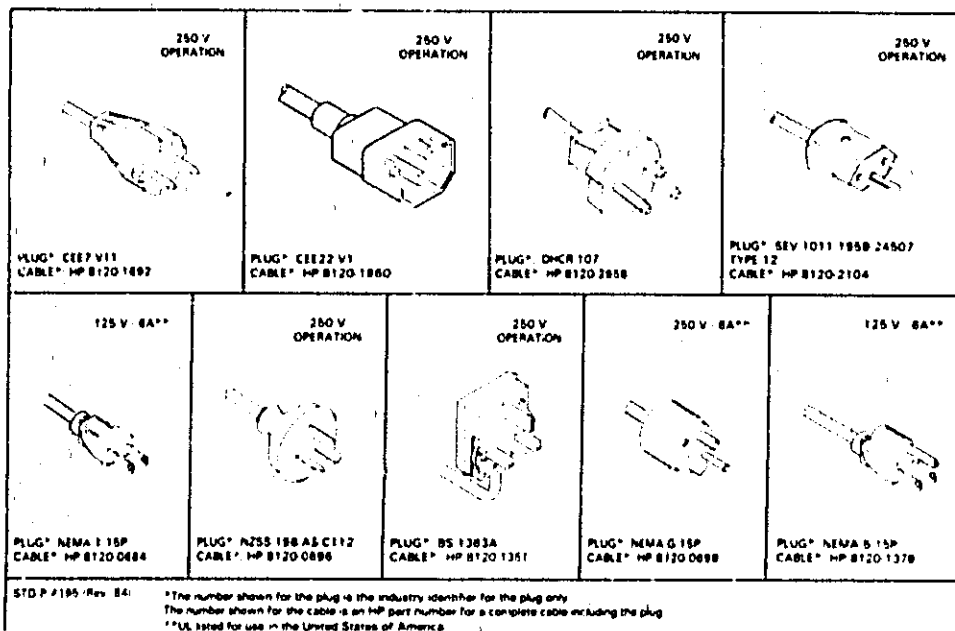 250 V
OPERATION
PLUG*: CEE7-V11
CABLE*: HP 8120-1692
250 V
OPERATION
PLUG*: CEE22-V1
CABLE*: HP 8120-1860
250 V
OPERATION
PLUG*: DHCR 107
CABLE*: HP 8120-2956
250 V
OPERATION
PLUG*: SEV 1011.1959-24507
TYPE 12
CABLE*: HP 8120-2104
125 V - 6A**
PLUG*: NEMA 1-15P
CABLE*: HP 8120-0684
250 V
OPERATION
PLUG*: NZSS 198/AS C112
CABLE*: HP 8120-0696
250 V
OPERATION
PLUG*: BS 1363A
CABLE*: HP 8120-1351
250 V - 6A**
PLUG*: NEMA 6-15P
CABLE*: HP 8120-0698
125 V - 6A**
PLUG*: NEMA 5-15P
CABLE*: HP 8120-1378
STD-P-4195 (Rev. 84)
*The number shown for the plug is the industry identifier for the plug only
The number shown for the cable is an HP part number for a complete cable including the plug
**UL listed for use in the United States of America